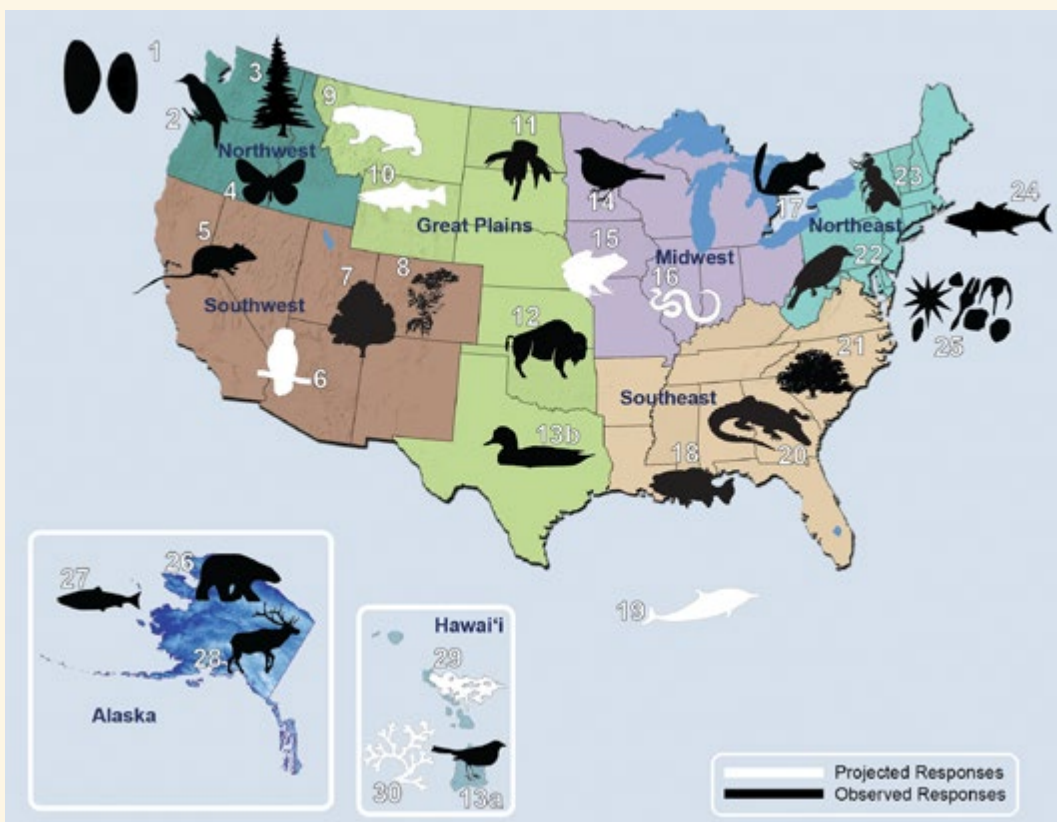 1
2
3
Northwest
4
5
Southwest
6
7
8
9
10
11
Great Plains
12
13b
14
15
Midwest
16
17
Northeast
23
24
22
25
21
Southeast
20
18
19
26
27
28
Alaska
Hawai‘i
29
30
13a
Projected Responses
Observed Responses